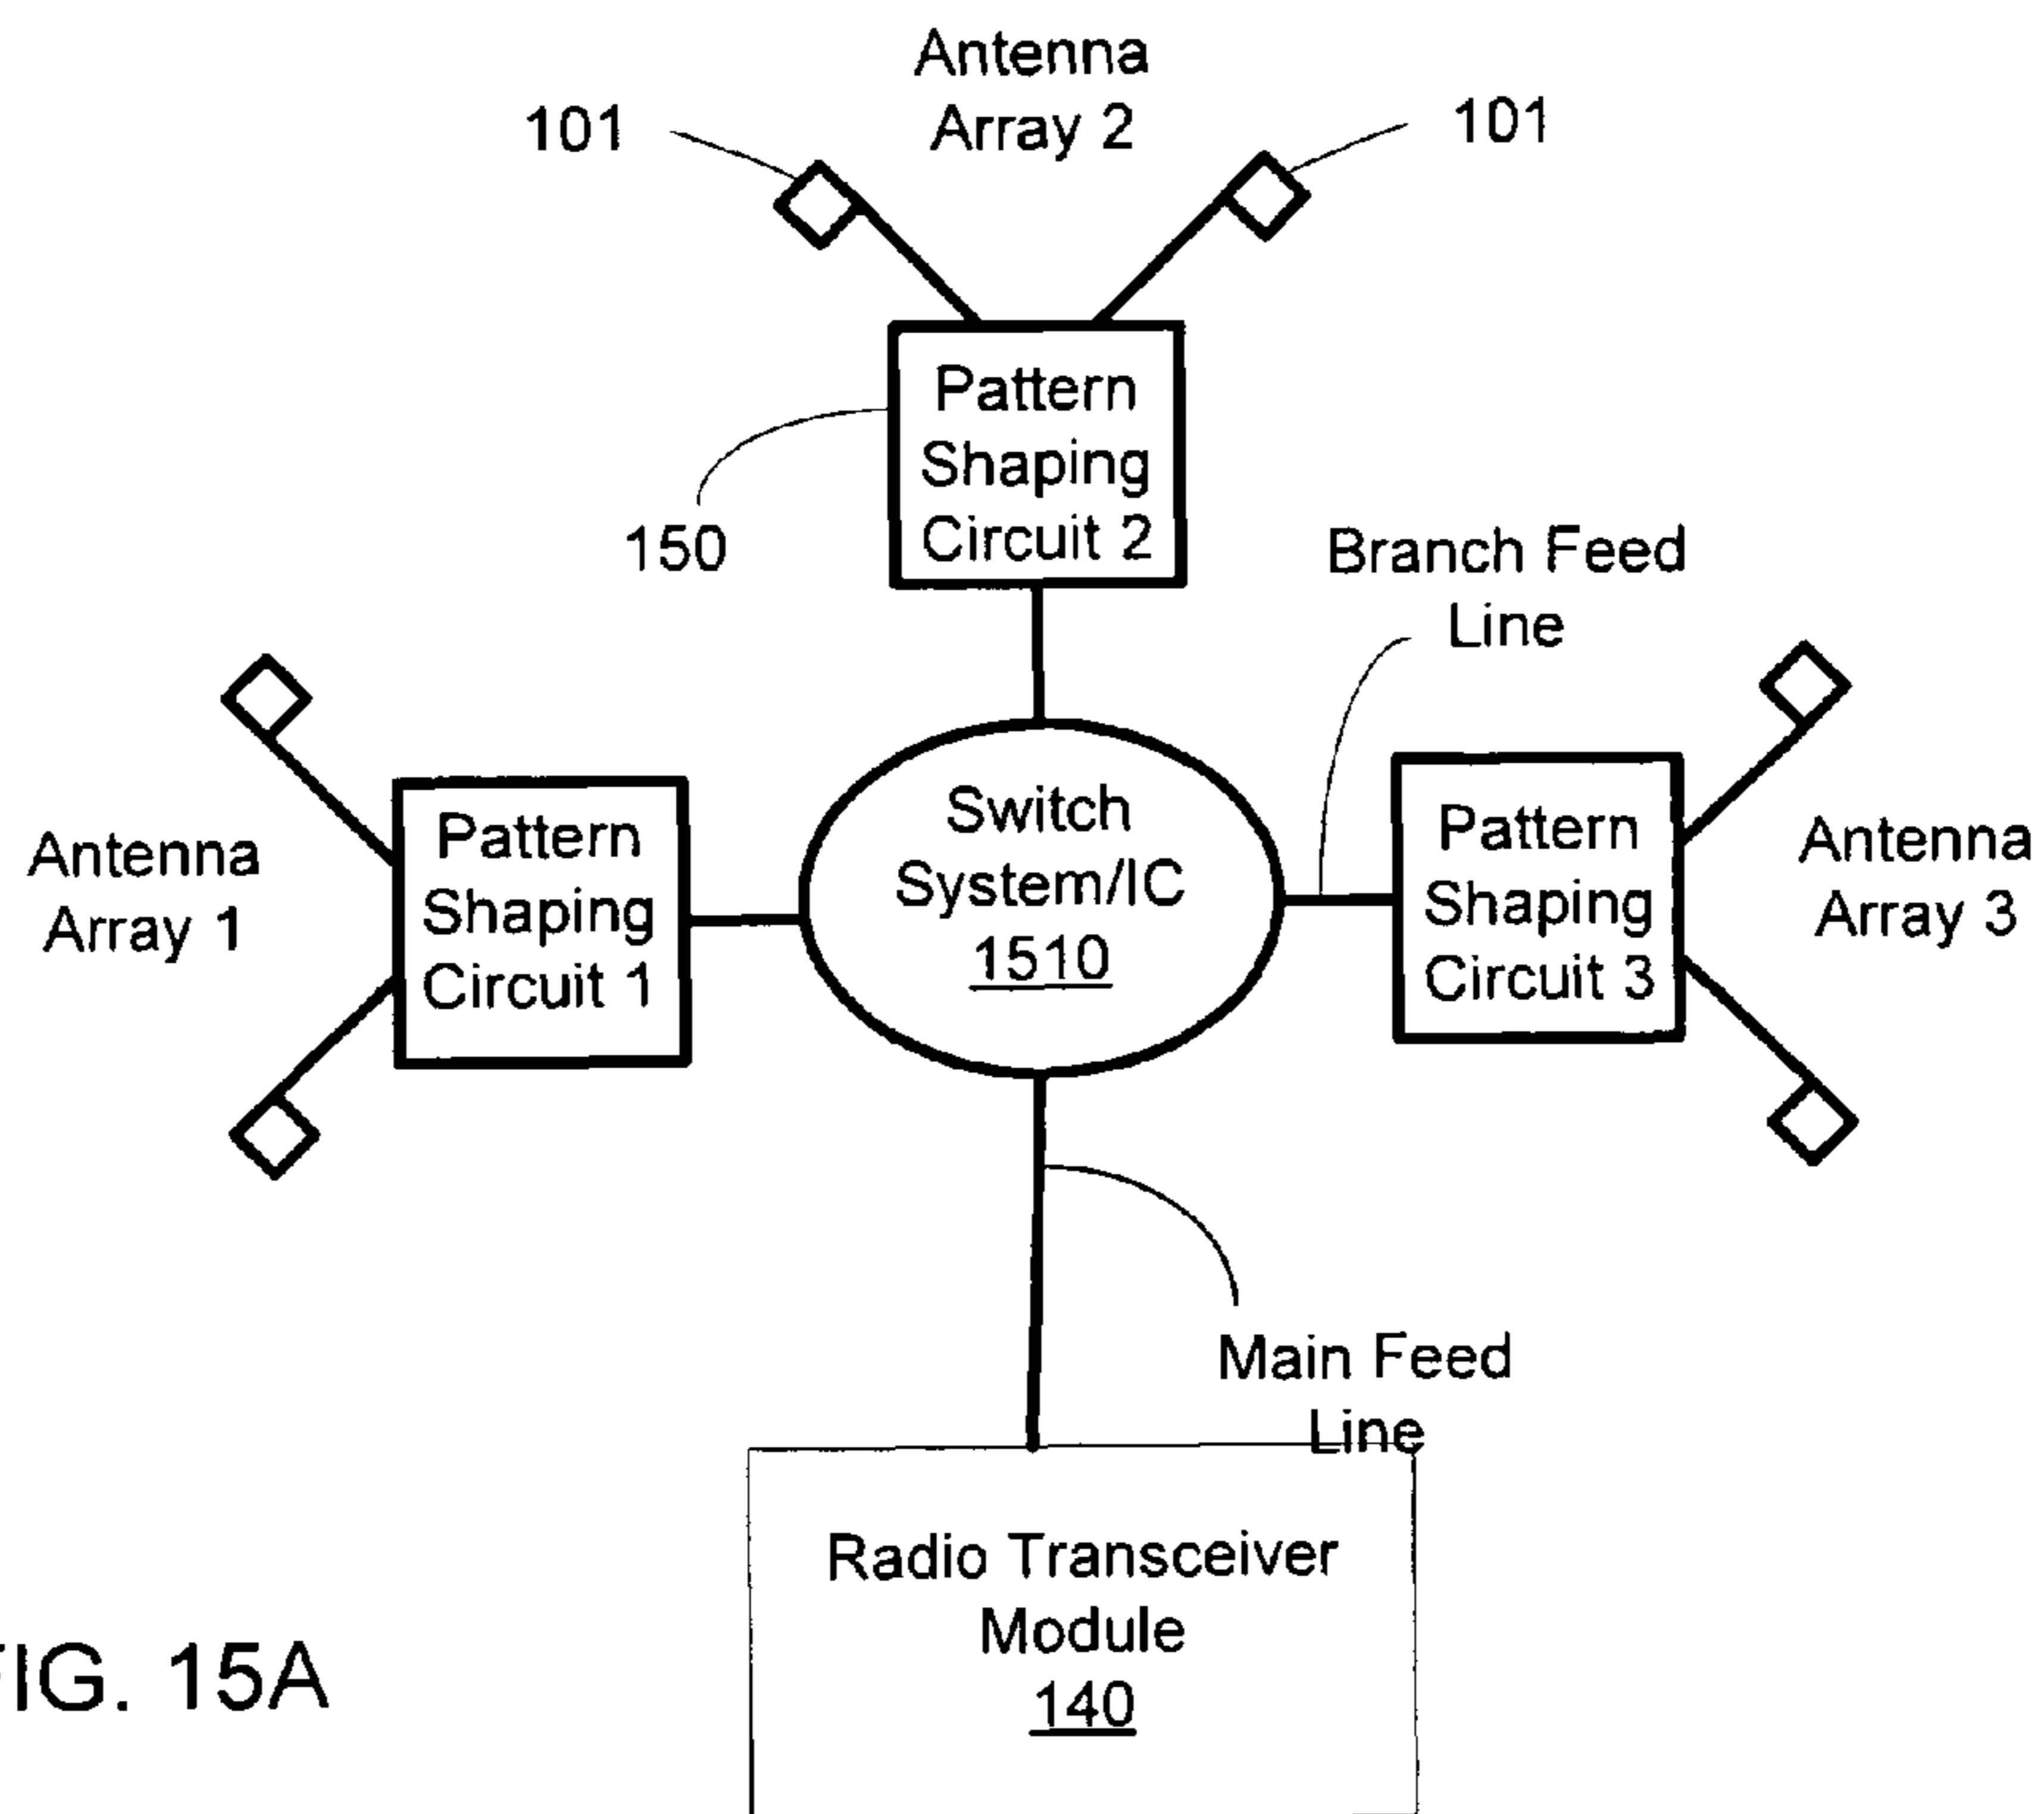 Antenna
Array 2
101
101
Pattern
Shaping
Circuit 2
150
Branch Feed
Line
Antenna
Array 1
Pattern
Shaping
Circuit 1
Switch
System/IC
1510
Pattern
Shaping
Circuit 3
Antenna
Array 3
Main Feed
Line
Radio Transceiver
Module
140
FIG. 15A